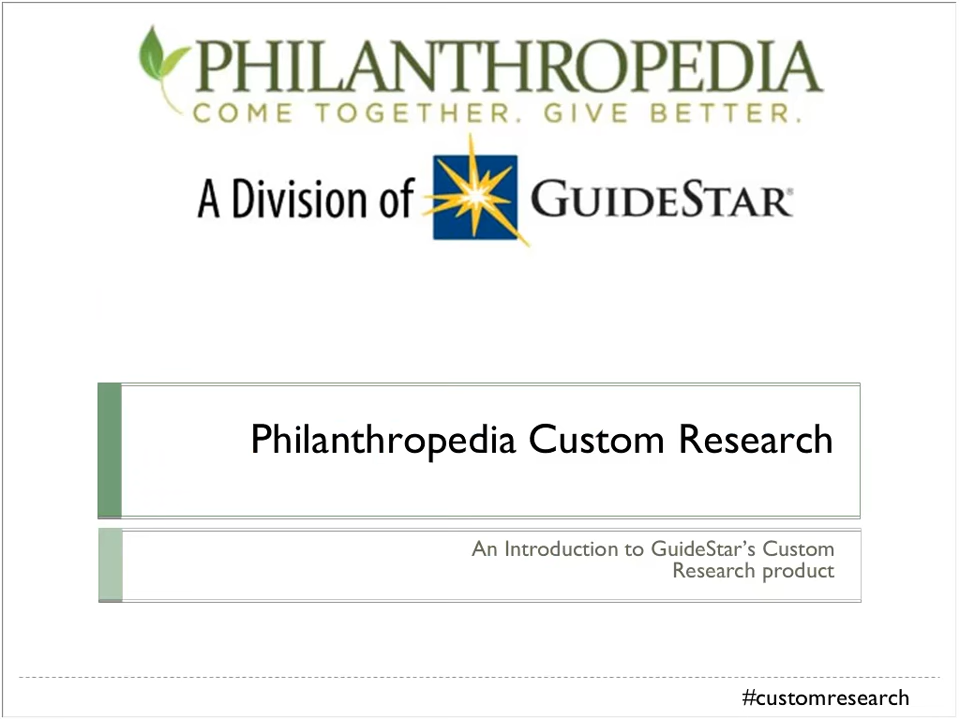 PHILANTHROPEDIA
COME TOGETHER. GIVE BETTER.
A Division of GUIDESTAR®
Philanthropedia Custom Research
An Introduction to GuideStar’s Custom
Research product
#customresearch